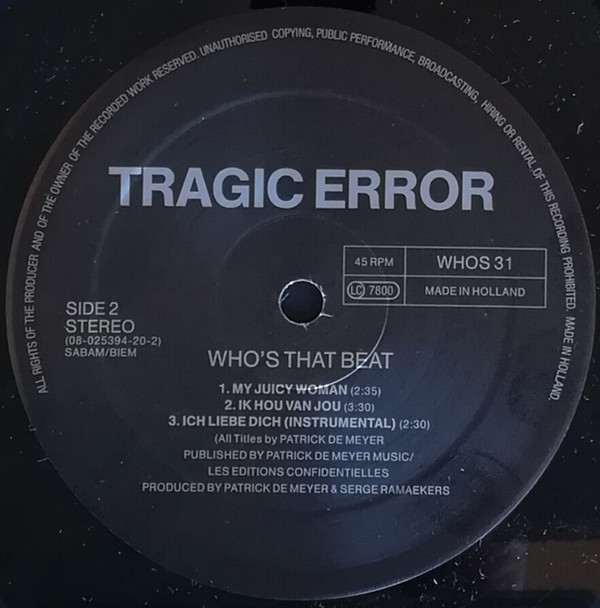 ALL RIGHTS OF THE PRODUCER AND OF THE OWNER OF THE RECORDED WORK RESERVED. UNAUTHORISED COPYING, PUBLIC PERFORMANCE, BROADCASTING, HIRING OR RENTAL OF THIS RECORDING PROHIBITED. MADE IN HOLLAND.
TRAGIC ERROR
45 RPM
WHOS 31
LC 7800
MADE IN HOLLAND
SIDE 2
STEREO
(08-025394-20-2)
SABAM/BIEM
WHO'S THAT BEAT
1. MY JUICY WOMAN (2:35)
2. IK HOU VAN JOU (3:30)
3. ICH LIEBE DICH (INSTRUMENTAL) (2:30)
(All Titles by PATRICK DE MEYER
PUBLISHED BY PATRICK DE MEYER MUSIC/
LES EDITIONS CONFIDENTIELLES
PRODUCED BY PATRICK DE MEYER & SERGE RAMAEKERS